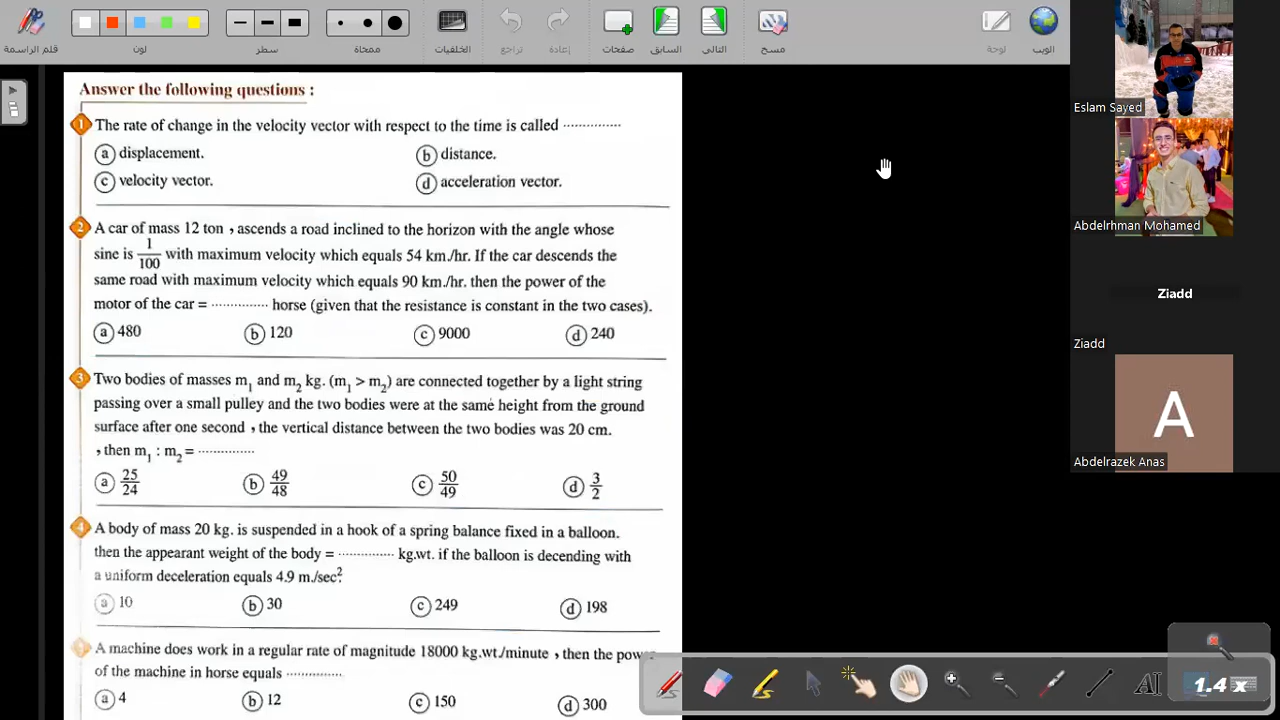 قلم الراسمة
لون
سطر
ممحاة
الخلفيات
تراجع
إعادة
صفحات
السابق
التالي
مسح
لوحة
الويب
Answer the following questions :
1 The rate of change in the velocity vector with respect to the time is called ..............
a displacement. b distance.
c velocity vector. d acceleration vector.
2 A car of mass 12 ton , ascends a road inclined to the horizon with the angle whose
sine is 1/100 with maximum velocity which equals 54 km./hr. If the car descends the
same road with maximum velocity which equals 90 km./hr. then the power of the
motor of the car = .............. horse (given that the resistance is constant in the two cases).
a 480 b 120 c 9000 d 240
3 Two bodies of masses m₁ and m₂ kg. (m₁ > m₂) are connected together by a light string
passing over a small pulley and the two bodies were at the same height from the ground
surface after one second , the vertical distance between the two bodies was 20 cm.
, then m₁ : m₂ = ..............
a 25/24 b 49/48 c 50/49 d 3/2
4 A body of mass 20 kg. is suspended in a hook of a spring balance fixed in a balloon.
then the appearant weight of the body = .............. kg.wt. if the balloon is decending with
a uniform deceleration equals 4.9 m./sec².
a 10 b 30 c 249 d 198
A machine does work in a regular rate of magnitude 18000 kg.wt./minute , then the power
of the machine in horse equals ..............
a 4 b 12 c 150 d 300
Eslam Sayed
Abdelrhman Mohamed
Ziadd
Ziadd
A
Abdelrazek Anas
AI
1.4 x